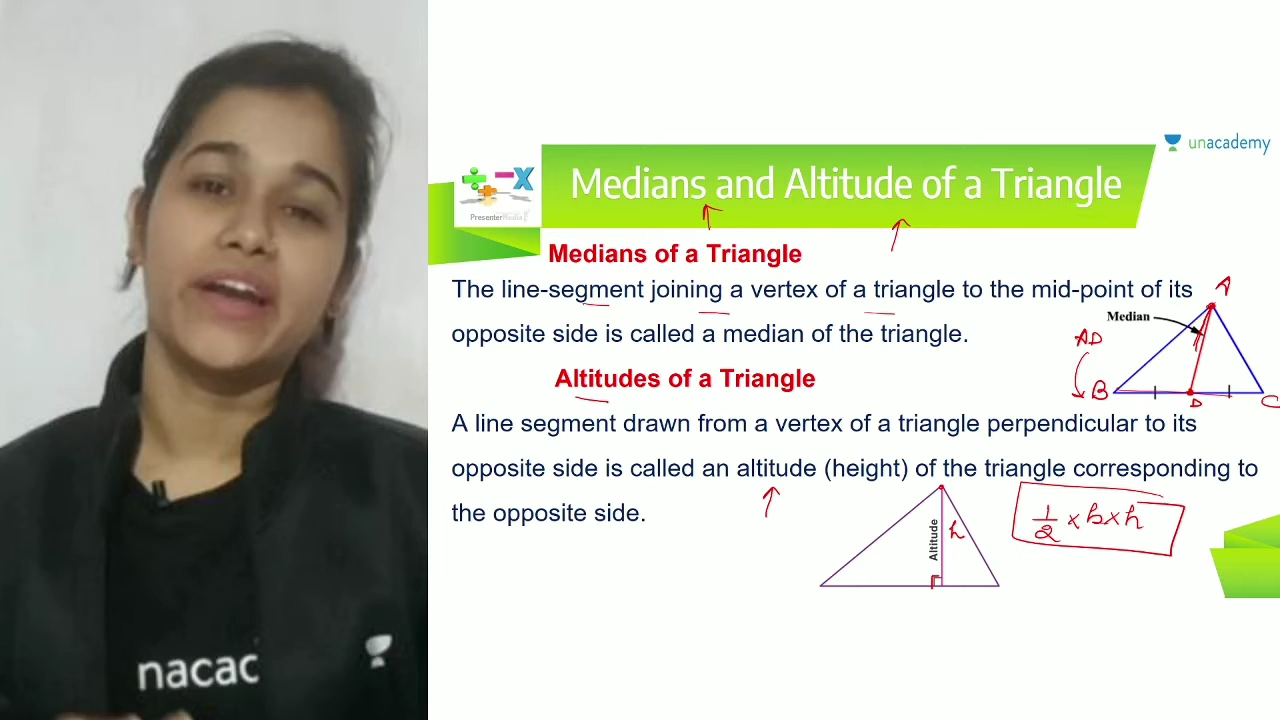 unacademy
Medians and Altitude of a Triangle
PresenterMedia
Medians of a Triangle
The line-segment joining a vertex of a triangle to the mid-point of its
opposite side is called a median of the triangle.
A
Median
AD
B
D
C
Altitudes of a Triangle
A line segment drawn from a vertex of a triangle perpendicular to its
opposite side is called an altitude (height) of the triangle corresponding to
the opposite side.
Altitude
h
1/2 × b × h
nacad